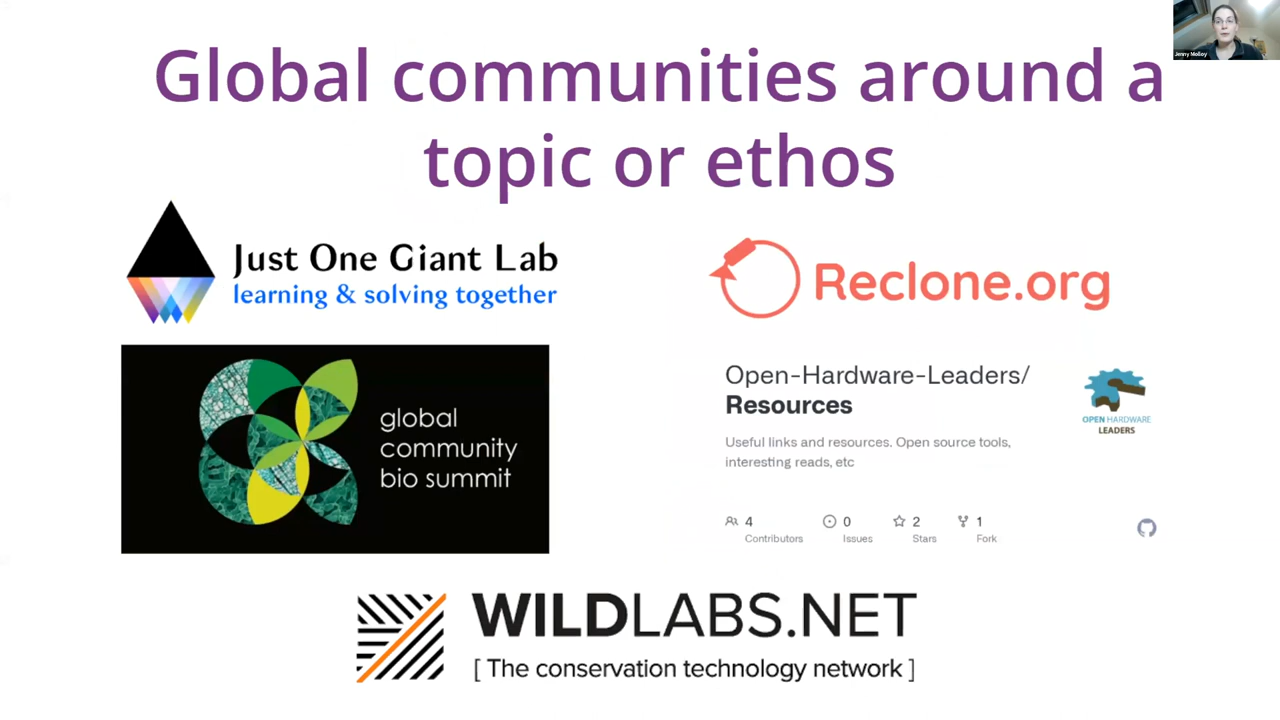 Global communities around a
topic or ethos
Jenny Molloy
Just One Giant Lab
learning & solving together
Reclone.org
global
community
bio summit
Open-Hardware-Leaders/
Resources
Useful links and resources. Open source tools,
interesting reads, etc
4
Contributors
0
Issues
2
Stars
1
Fork
OPEN HARDWARE
LEADERS
WILDLABS.NET
[ The conservation technology network ]